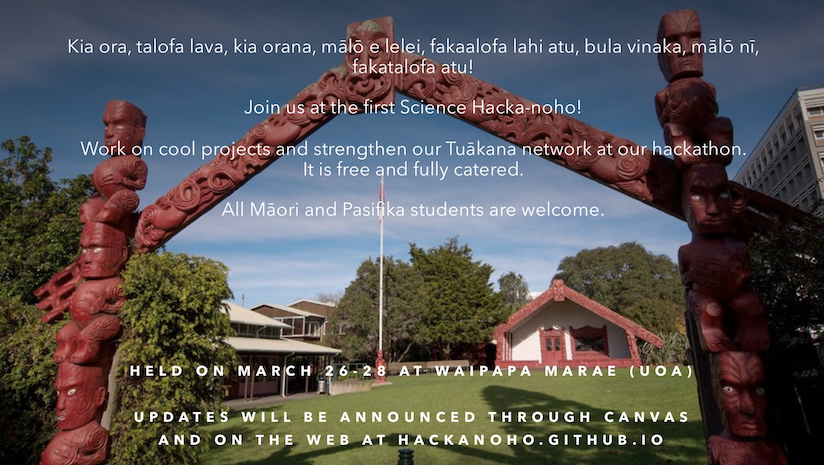 Kia ora, talofa lava, kia orana, mālō e lelei, fakaalofa lahi atu, bula vinaka, mālō nī,
fakatalofa atu!
Join us at the first Science Hacka-noho!
Work on cool projects and strengthen our Tuākana network at our hackathon.
It is free and fully catered.
All Māori and Pasifika students are welcome.
HELD ON MARCH 26-28 AT WAIPAPA MARAE (UOA)
UPDATES WILL BE ANNOUNCED THROUGH CANVAS
AND ON THE WEB AT HACKANOHO.GITHUB.IO